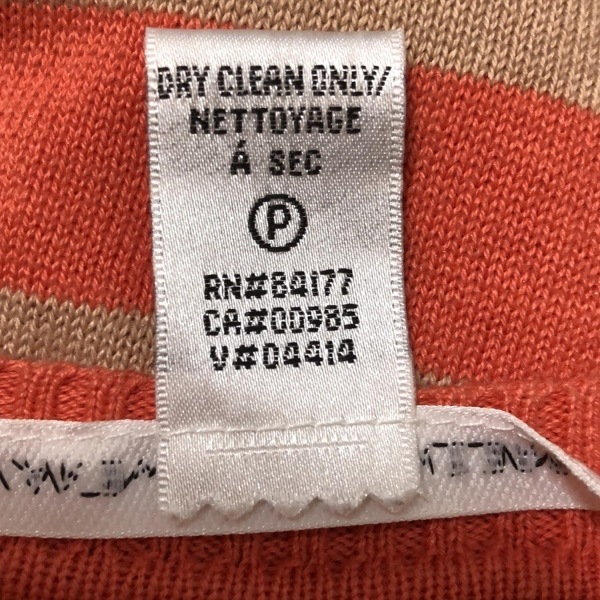 DRY CLEAN ONLY/
NETTOYAGE
Á SEC
P
RN#84177
CA#00985
V#04414